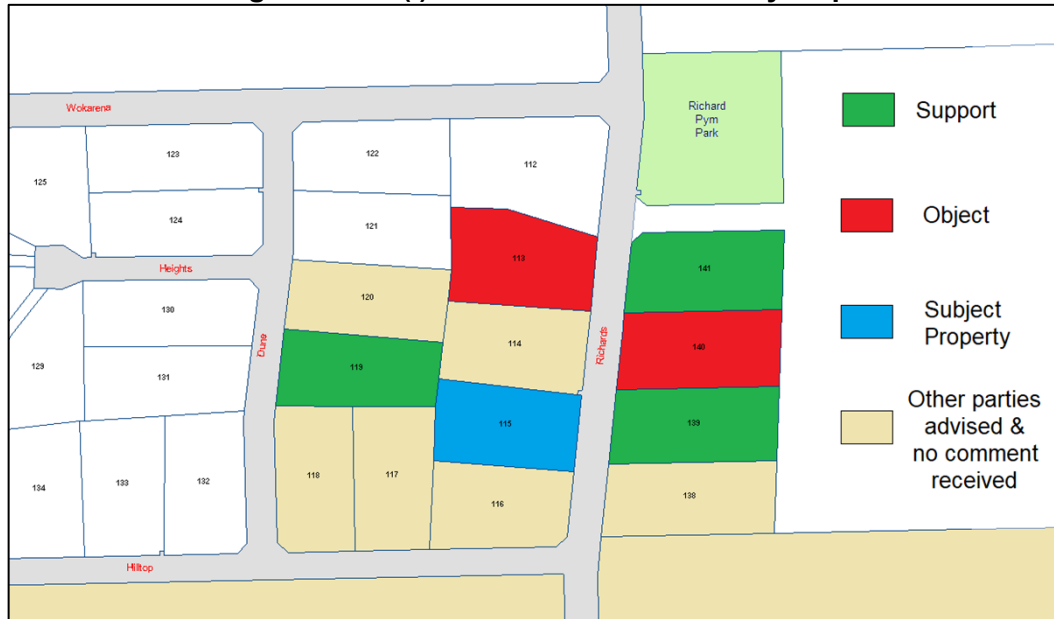 Wokarena
Richard
Pym
Park
Support
123
122
112
125
124
121
Object
113
141
Heights
120
130
114
Subject
Property
Dune
Richards
140
119
129
131
115
139
Other parties
advised &
no comment
received
118
117
116
138
134
133
132
Hilltop